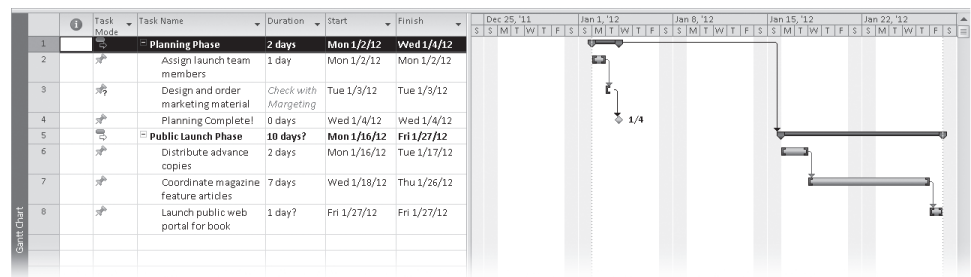 Task Mode Task Name Duration Start Finish
Dec 25, '11 Jan 1, '12 Jan 8, '12 Jan 15, '12 Jan 22, '12
S S M T W T F S S M T W T F S S M T W T F S S M T W T F S S M T W T F S
1 Planning Phase 2 days Mon 1/2/12 Wed 1/4/12
2 Assign launch team members 1 day Mon 1/2/12 Mon 1/2/12
3 Design and order marketing material Check with Margeting Tue 1/3/12 Tue 1/3/12
4 Planning Complete! 0 days Wed 1/4/12 Wed 1/4/12
1/4
5 Public Launch Phase 10 days? Mon 1/16/12 Fri 1/27/12
6 Distribute advance copies 2 days Mon 1/16/12 Tue 1/17/12
7 Coordinate magazine feature articles 7 days Wed 1/18/12 Thu 1/26/12
8 Launch public web portal for book 1 day? Fri 1/27/12 Fri 1/27/12
Gantt Chart